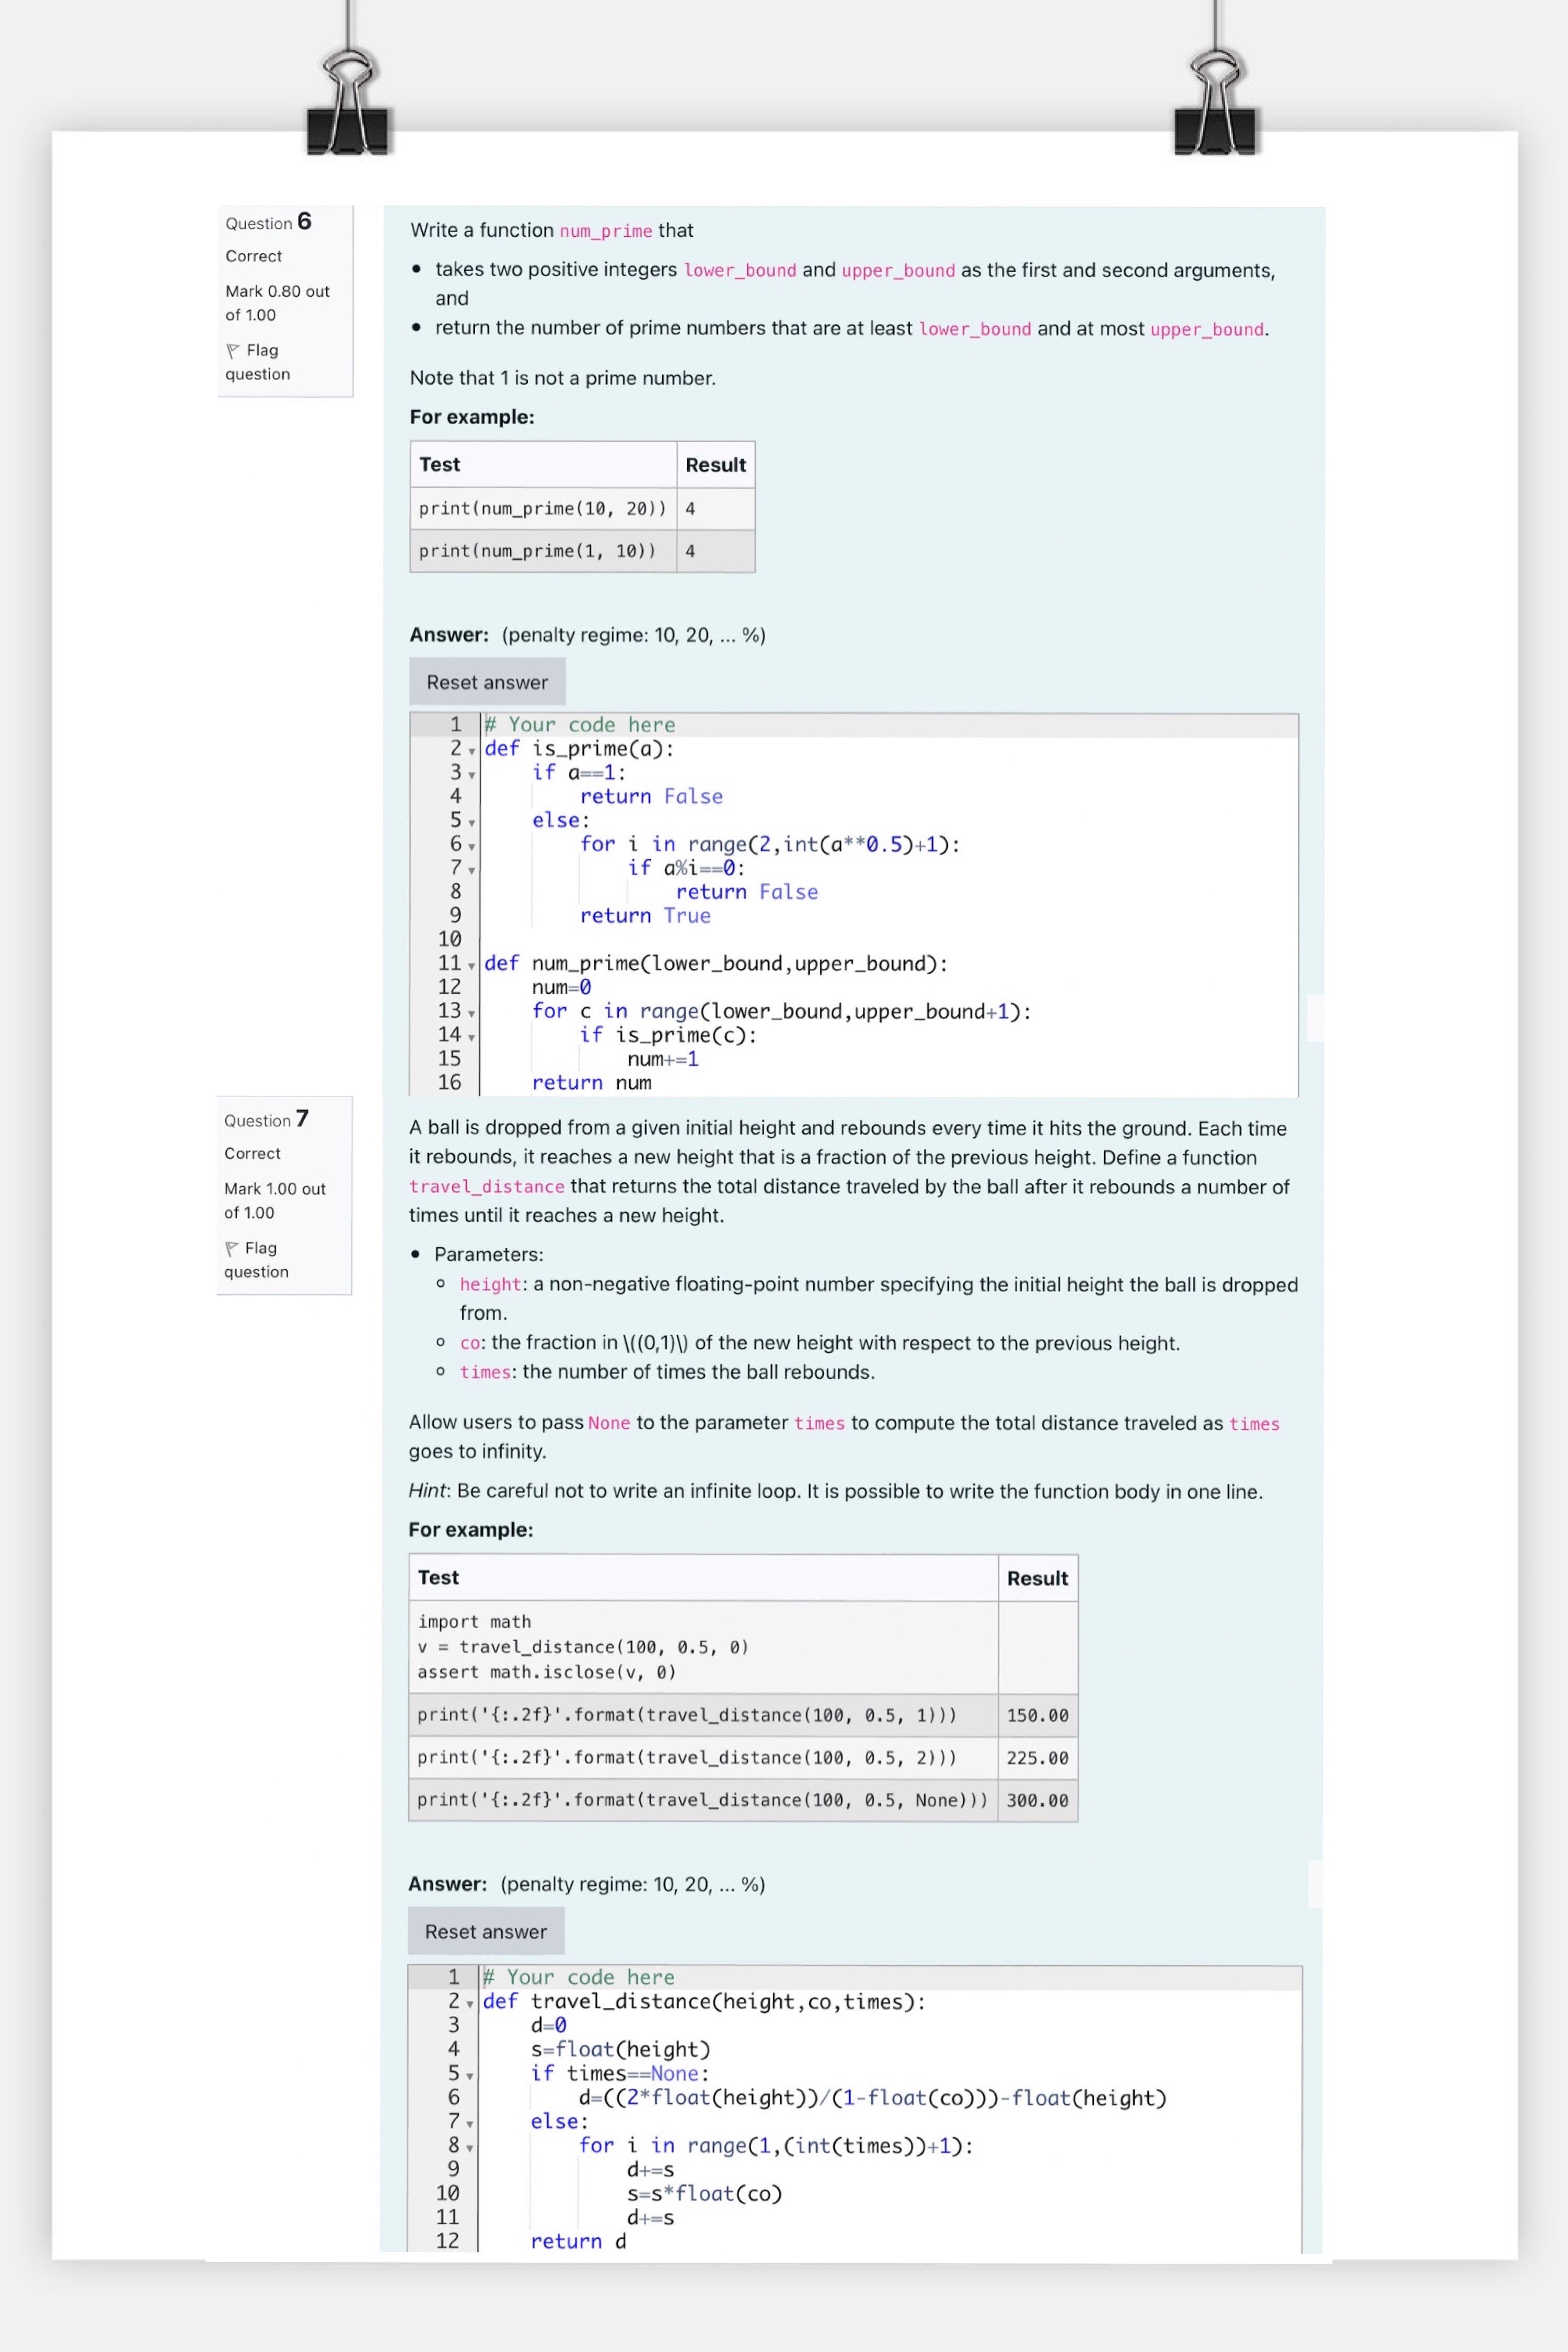 Question 6
Correct
Mark 0.80 out
of 1.00
Flag
question
Write a function num_prime that
• takes two positive integers lower_bound and upper_bound as the first and second arguments,
and
• return the number of prime numbers that are at least lower_bound and at most upper_bound.
Note that 1 is not a prime number.
For example:
Test Result
print(num_prime(10, 20)) 4
print(num_prime(1, 10)) 4
Answer: (penalty regime: 10, 20, ... %)
Reset answer
1 # Your code here
2 def is_prime(a):
3     if a==1:
4         return False
5     else:
6         for i in range(2,int(a**0.5)+1):
7             if a%i==0:
8                 return False
9         return True
10
11 def num_prime(lower_bound,upper_bound):
12     num=0
13     for c in range(lower_bound,upper_bound+1):
14         if is_prime(c):
15             num+=1
16     return num
Question 7
Correct
Mark 1.00 out
of 1.00
Flag
question
A ball is dropped from a given initial height and rebounds every time it hits the ground. Each time
it rebounds, it reaches a new height that is a fraction of the previous height. Define a function
travel_distance that returns the total distance traveled by the ball after it rebounds a number of
times until it reaches a new height.
• Parameters:
◦ height: a non-negative floating-point number specifying the initial height the ball is dropped
from.
◦ co: the fraction in \((0,1)\) of the new height with respect to the previous height.
◦ times: the number of times the ball rebounds.
Allow users to pass None to the parameter times to compute the total distance traveled as times
goes to infinity.
Hint: Be careful not to write an infinite loop. It is possible to write the function body in one line.
For example:
Test Result
import math
v = travel_distance(100, 0.5, 0)
assert math.isclose(v, 0)
print('{:.2f}'.format(travel_distance(100, 0.5, 1))) 150.00
print('{:.2f}'.format(travel_distance(100, 0.5, 2))) 225.00
print('{:.2f}'.format(travel_distance(100, 0.5, None))) 300.00
Answer: (penalty regime: 10, 20, ... %)
Reset answer
1 # Your code here
2 def travel_distance(height,co,times):
3     d=0
4     s=float(height)
5     if times==None:
6         d=((2*float(height))/(1-float(co)))-float(height)
7     else:
8         for i in range(1,(int(times))+1):
9             d+=s
10             s=s*float(co)
11             d+=s
12     return d